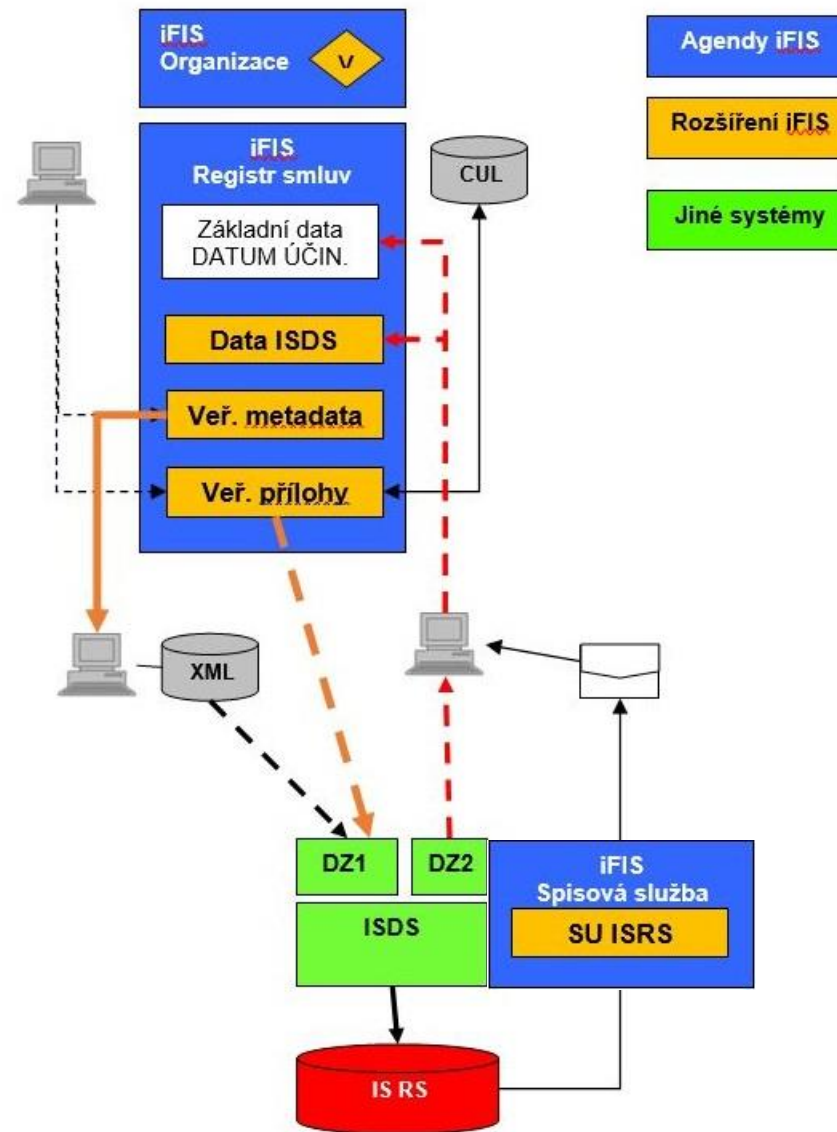 iFIS
Organizace
V
Agendy iFIS
Rozšíření iFIS
Jiné systémy
iFIS
Registr smluv
CUL
Základní data
DATUM ÚČIN.
Data ISDS
Veř. metadata
Veř. přílohy
XML
DZ1
DZ2
iFIS
Spisová služba
SU ISRS
ISDS
IS RS